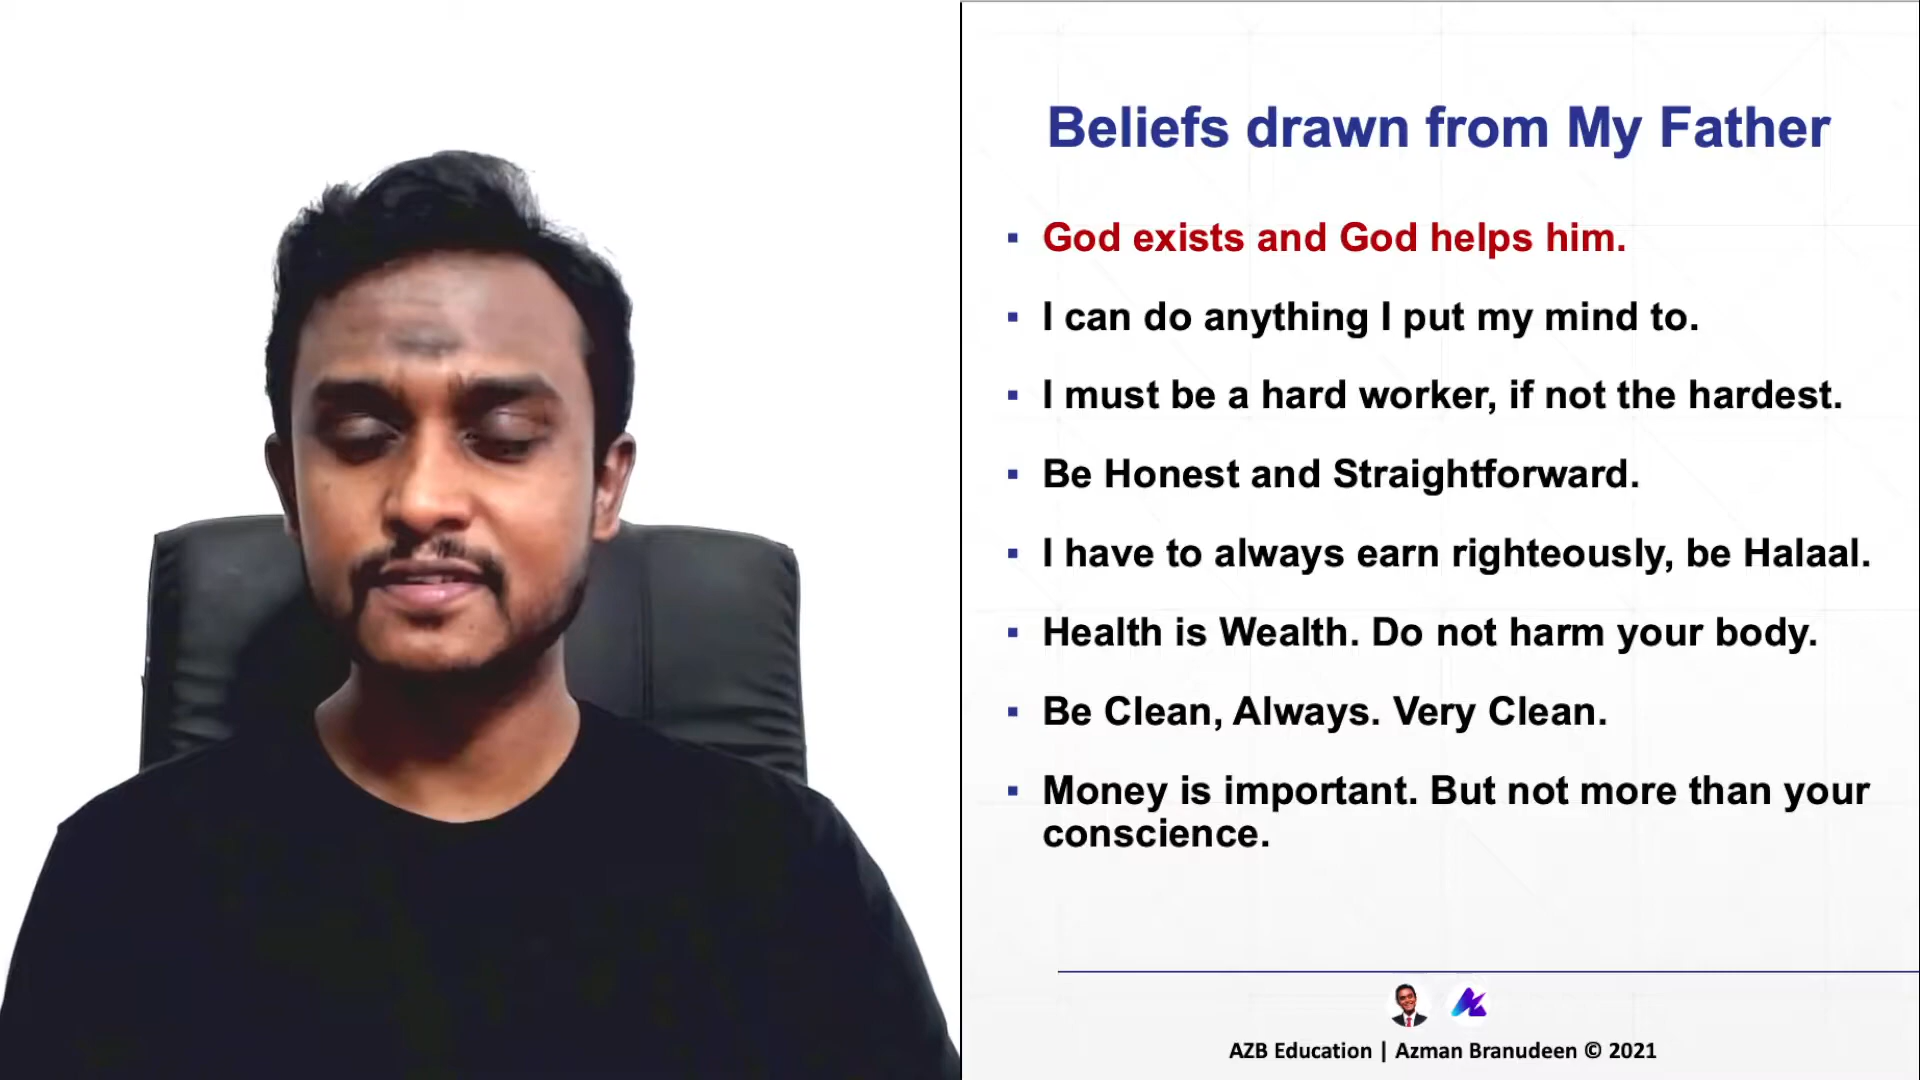 Beliefs drawn from My Father
God exists and God helps him.
I can do anything I put my mind to.
I must be a hard worker, if not the hardest.
Be Honest and Straightforward.
I have to always earn righteously, be Halaal.
Health is Wealth. Do not harm your body.
Be Clean, Always. Very Clean.
Money is important. But not more than your
conscience.
AZB Education | Azman Branudeen © 2021